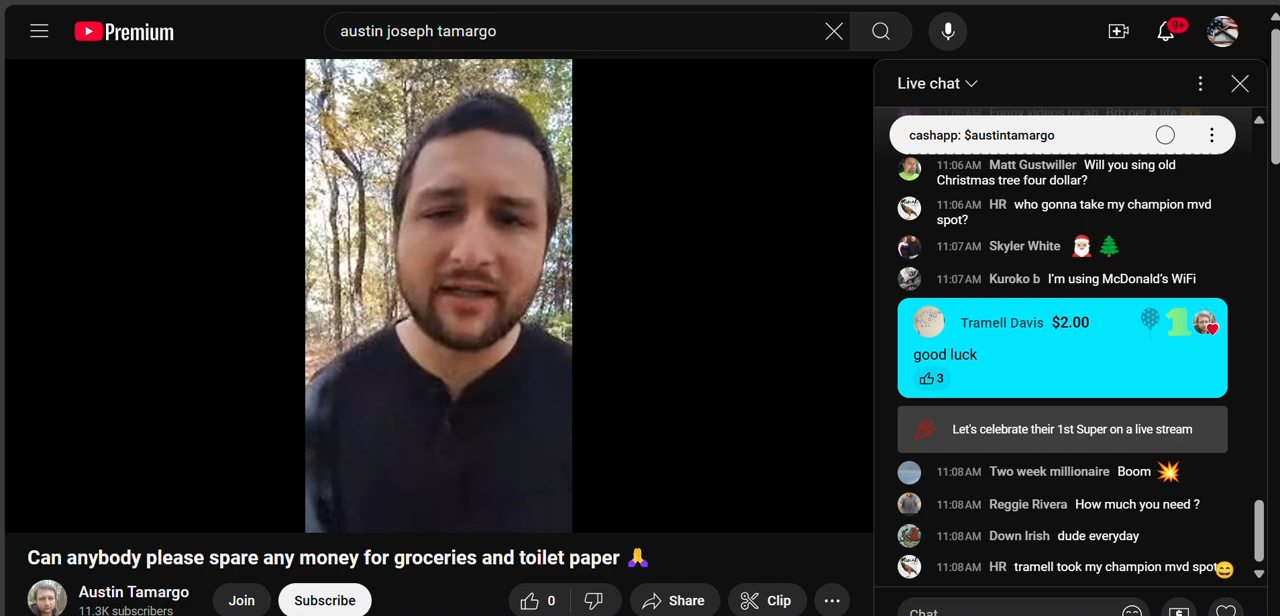 Premium
austin joseph tamargo
9+
Live chat
cashapp: $austintamargo
11:06 AM Matt Gustwiller Will you sing old
Christmas tree four dollar?
11:06 AM HR who gonna take my champion mvd
spot?
11:07 AM Skyler White 🎅🎄
11:07 AM Kuroko b I'm using McDonald's WiFi
Tramell Davis $2.00
1
good luck
3
Let's celebrate their 1st Super on a live stream
11:08 AM Two week millionaire Boom 💥
11:08 AM Reggie Rivera How much you need ?
11:08 AM Down Irish dude everyday
11:08 AM HR tramell took my champion mvd spot😄
Chat
Can anybody please spare any money for groceries and toilet paper 🙏
Austin Tamargo
11.3K subscribers
Join
Subscribe
0
Share
Clip